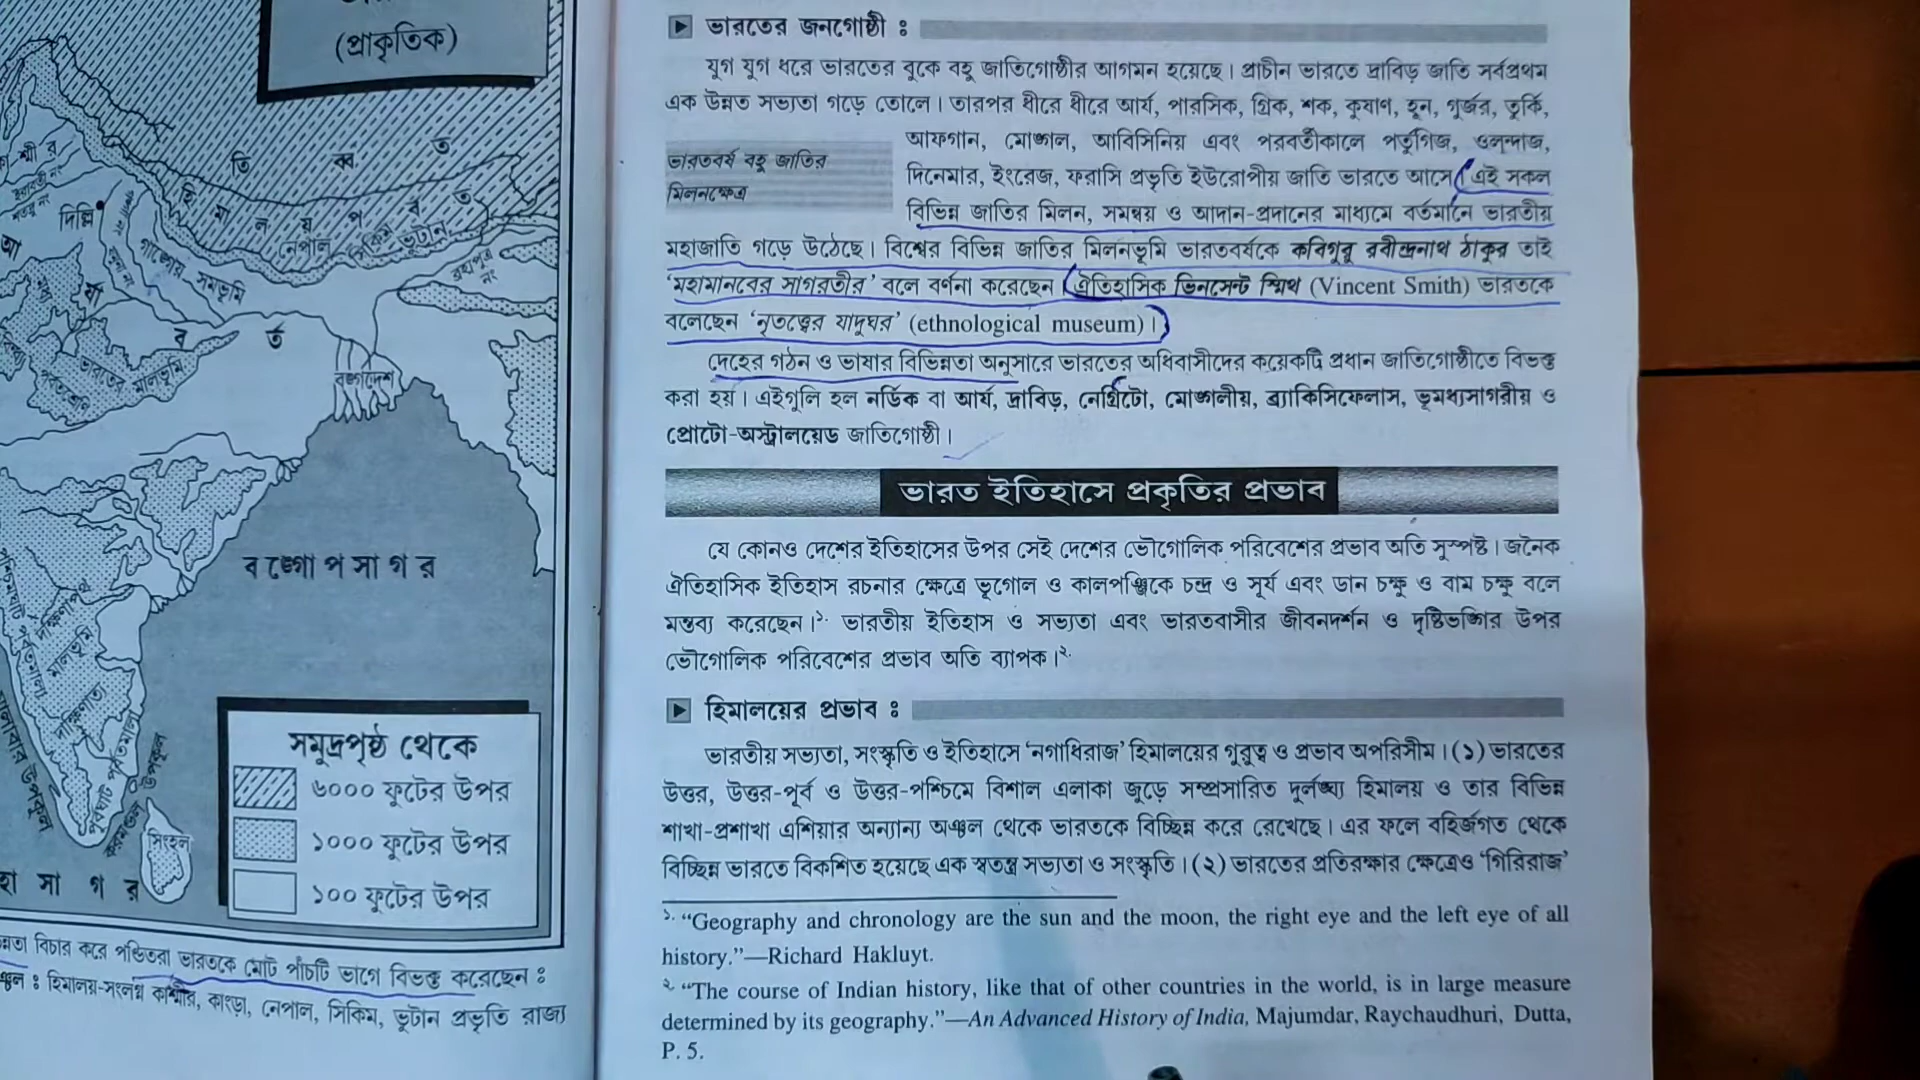 (প্রাকৃতিক)
তি ব্ব ত
হি মা ল য় প র্ব ত
দিল্লি
নেপাল
সিকিম
ভুটান
ব্রহ্মপুত্র নঃ
গাঙ্গেয় সমভূমি
র্যা ব র্ত
ভারতের মালভূমি
বঙ্গদেশ
বঙ্গোপসাগর
দক্ষিণাপথ
মালভূমি
দাক্ষিণাত্য
উপকূল
সিংহল
হা সা গ র
সমুদ্রপৃষ্ঠ থেকে
৬০০০ ফুটের উপর
১০০০ ফুটের উপর
১০০ ফুটের উপর
বিচার করে পণ্ডিতরা ভারতকে মোট পাঁচটি ভাগে বিভক্ত করেছেন ঃ
ঃ হিমালয়-সংলগ্ন কাশ্মীর, কাংড়া, নেপাল, সিকিম, ভুটান প্রভৃতি রাজ্য
ভারতের জনগোষ্ঠী ঃ
যুগ যুগ ধরে ভারতের বুকে বহু জাতিগোষ্ঠীর আগমন হয়েছে। প্রাচীন ভারতে দ্রাবিড় জাতি সর্বপ্রথম
এক উন্নত সভ্যতা গড়ে তোলে। তারপর ধীরে ধীরে আর্য, পারসিক, গ্রিক, শক, কুষাণ, হূন, গুর্জর, তুর্কি,
আফগান, মোঙ্গাল, আবিসিনিয় এবং পরবর্তীকালে পর্তুগিজ, ওলন্দাজ,
ভারতবর্ষ বহু জাতির
মিলনক্ষেত্র
দিনেমার, ইংরেজ, ফরাসি প্রভৃতি ইউরোপীয় জাতি ভারতে আসে। এই সকল
বিভিন্ন জাতির মিলন, সমন্বয় ও আদান-প্রদানের মাধ্যমে বর্তমানে ভারতীয়
মহাজাতি গড়ে উঠেছে। বিশ্বের বিভিন্ন জাতির মিলনভূমি ভারতবর্ষকে কবিগুরু রবীন্দ্রনাথ ঠাকুর তাই
‘মহামানবের সাগরতীর’ বলে বর্ণনা করেছেন। ঐতিহাসিক ভিনসেন্ট স্মিথ (Vincent Smith) ভারতকে
বলেছেন ‘নৃতত্ত্বের যাদুঘর’ (ethnological museum)।
দেহের গঠন ও ভাষার বিভিন্নতা অনুসারে ভারতের অধিবাসীদের কয়েকটি প্রধান জাতিগোষ্ঠীতে বিভক্ত
করা হয়। এইগুলি হল নর্ডিক বা আর্য, দ্রাবিড়, নেগ্রিটো, মোঙ্গলীয়, ব্র্যাকিসিফেলাস, ভূমধ্যসাগরীয় ও
প্রোটো-অস্ট্রালয়েড জাতিগোষ্ঠী।
ভারত ইতিহাসে প্রকৃতির প্রভাব
যে কোনও দেশের ইতিহাসের উপর সেই দেশের ভৌগোলিক পরিবেশের প্রভাব অতি সুস্পষ্ট। জনৈক
ঐতিহাসিক ইতিহাস রচনার ক্ষেত্রে ভূগোল ও কালপঞ্জিকে চন্দ্র ও সূর্য এবং ডান চক্ষু ও বাম চক্ষু বলে
মন্তব্য করেছেন।১· ভারতীয় ইতিহাস ও সভ্যতা এবং ভারতবাসীর জীবনদর্শন ও দৃষ্টিভঙ্গির উপর
ভৌগোলিক পরিবেশের প্রভাব অতি ব্যাপক।২·
হিমালয়ের প্রভাব ঃ
ভারতীয় সভ্যতা, সংস্কৃতি ও ইতিহাসে ‘নগাধিরাজ’ হিমালয়ের গুরুত্ব ও প্রভাব অপরিসীম। (১) ভারতের
উত্তর, উত্তর-পূর্ব ও উত্তর-পশ্চিমে বিশাল এলাকা জুড়ে সম্প্রসারিত দুর্লঙ্ঘ্য হিমালয় ও তার বিভিন্ন
শাখা-প্রশাখা এশিয়ার অন্যান্য অঞ্চল থেকে ভারতকে বিচ্ছিন্ন করে রেখেছে। এর ফলে বহির্জগত থেকে
বিচ্ছিন্ন ভারতে বিকশিত হয়েছে এক স্বতন্ত্র সভ্যতা ও সংস্কৃতি। (২) ভারতের প্রতিরক্ষার ক্ষেত্রেও ‘গিরিরাজ’
১· “Geography and chronology are the sun and the moon, the right eye and the left eye of all
history.”—Richard Hakluyt.
২· “The course of Indian history, like that of other countries in the world, is in large measure
determined by its geography.”—An Advanced History of India, Majumdar, Raychaudhuri, Dutta,
P. 5.